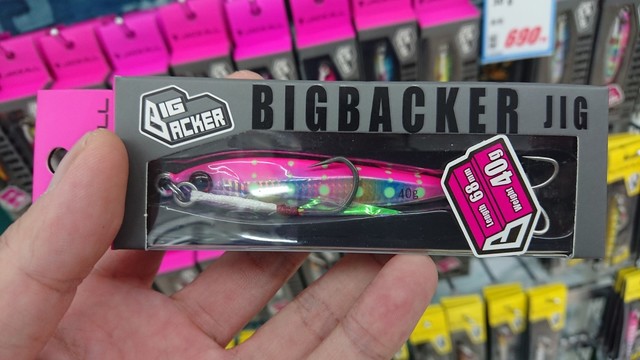 690
BIG
BACKER
BIGBACKER JIG
40g
Length 68mm
Weight 40g